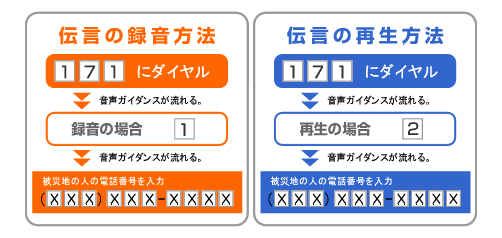 伝言の録音方法
171 にダイヤル
音声ガイダンスが流れる。
録音の場合 1
音声ガイダンスが流れる。
被災地の人の電話番号を入力
(XXX)XXX-XXXX
伝言の再生方法
171 にダイヤル
音声ガイダンスが流れる。
再生の場合 2
音声ガイダンスが流れる。
被災地の人の電話番号を入力
(XXX)XXX-XXXX